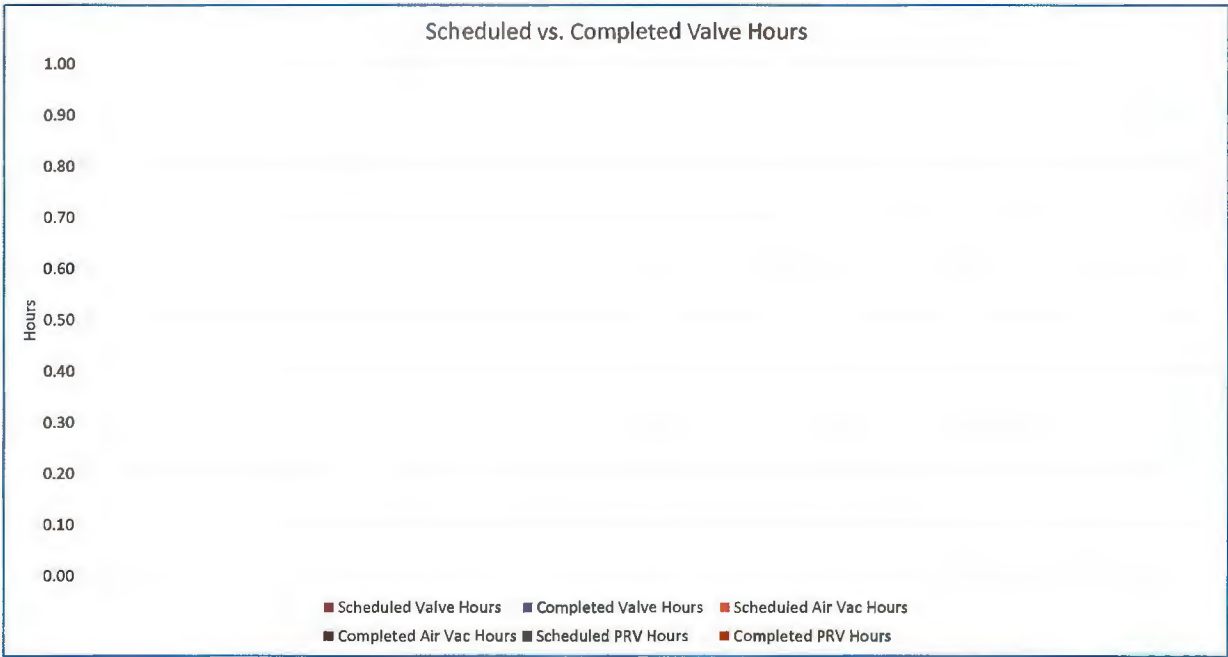 Scheduled vs. Completed Valve Hours
1.00
0.90
0.80
0.70
0.60
0.50
0.40
0.30
0.20
0.10
0.00
Hours
Scheduled Valve Hours Completed Valve Hours Scheduled Air Vac Hours
Completed Air Vac Hours Scheduled PRV Hours Completed PRV Hours